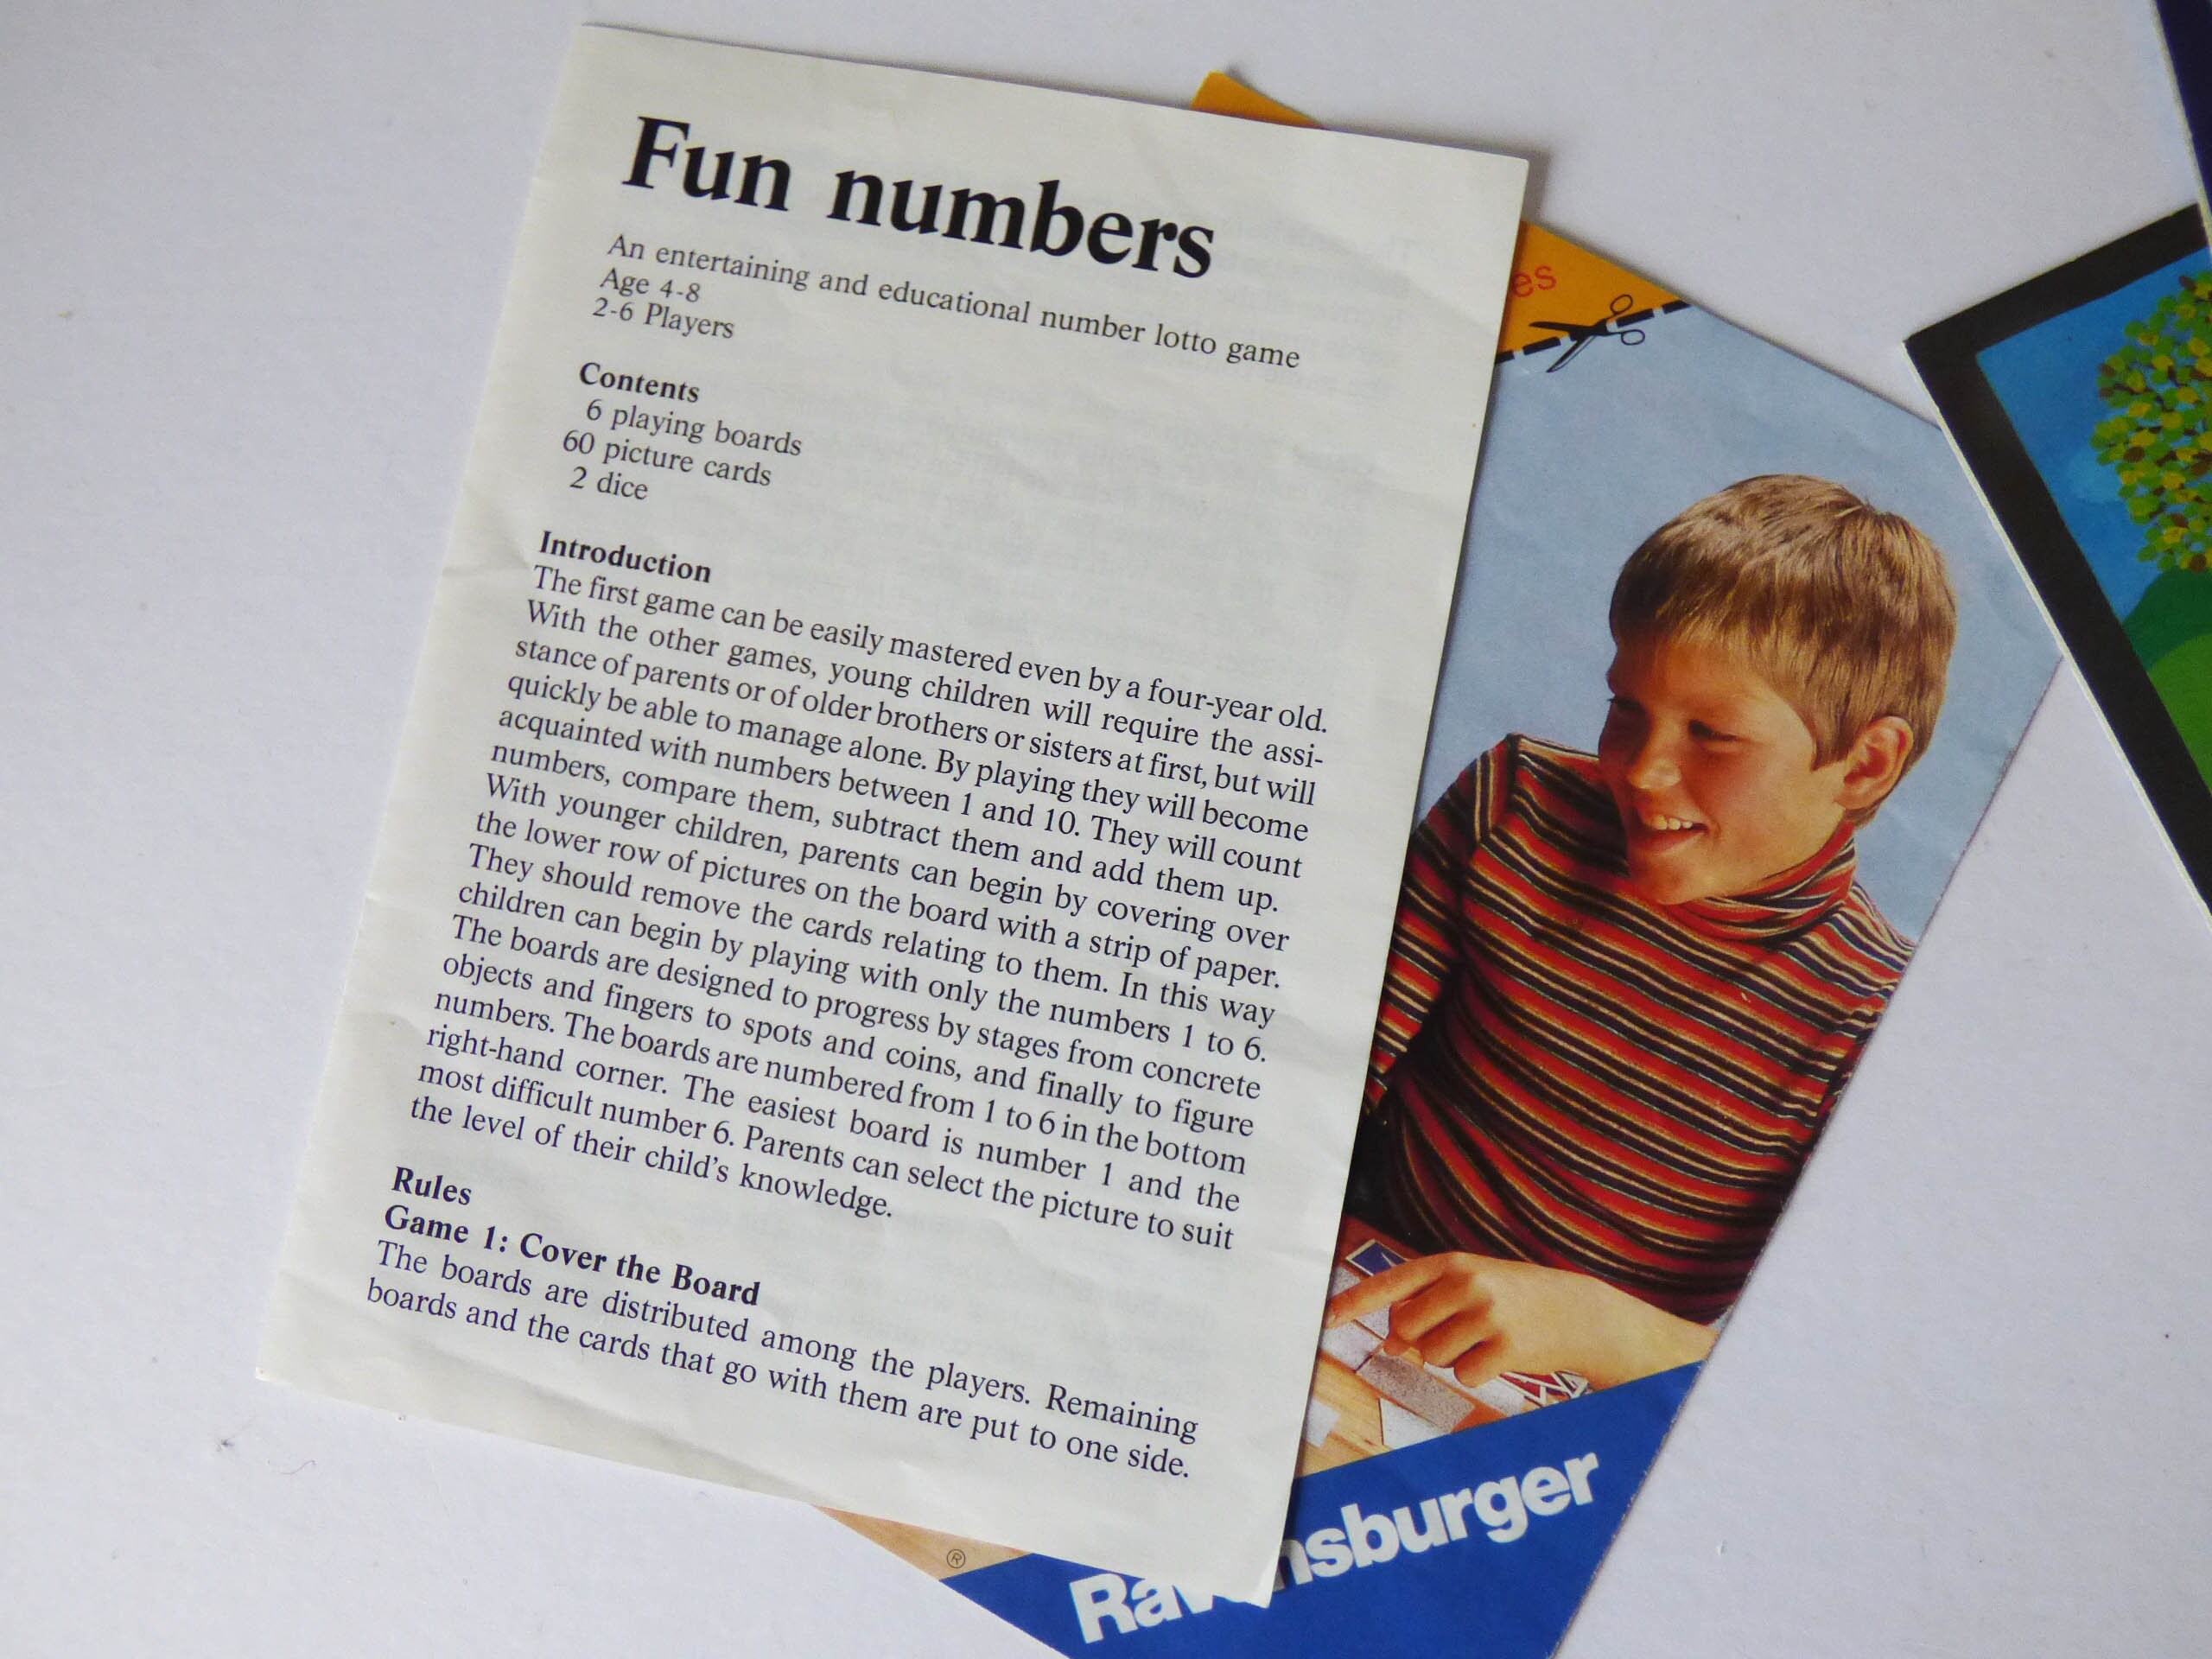 Fun numbers
An entertaining and educational number lotto game
Age 4-8
2-6 Players
Contents
6 playing boards
60 picture cards
2 dice
Introduction
The first game can be easily mastered even by a four-year old.
With the other games, young children will require the assi-
stance of parents or of older brothers or sisters at first, but will
quickly be able to manage alone. By playing they will become
acquainted with numbers between 1 and 10. They will count
numbers, compare them, subtract them and add them up.
With younger children, parents can begin by covering over
the lower row of pictures on the board with a strip of paper.
They should remove the cards relating to them. In this way
children can begin by playing with only the numbers 1 to 6.
The boards are designed to progress by stages from concrete
objects and fingers to spots and coins, and finally to figure
numbers. The boards are numbered from 1 to 6 in the bottom
right-hand corner. The easiest board is number 1 and the
most difficult number 6. Parents can select the picture to suit
the level of their child's knowledge.
Rules
Game 1: Cover the Board
The boards are distributed among the players. Remaining
boards and the cards that go with them are put to one side.
es
®
Ravensburger